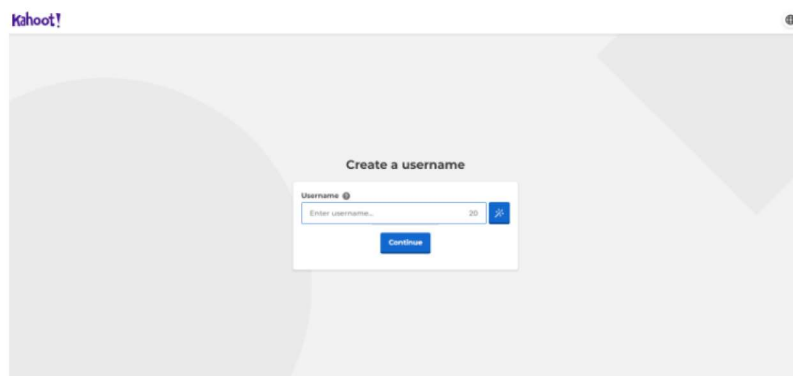 Kahoot!
Create a username
Username
Enter username... 20
Continue